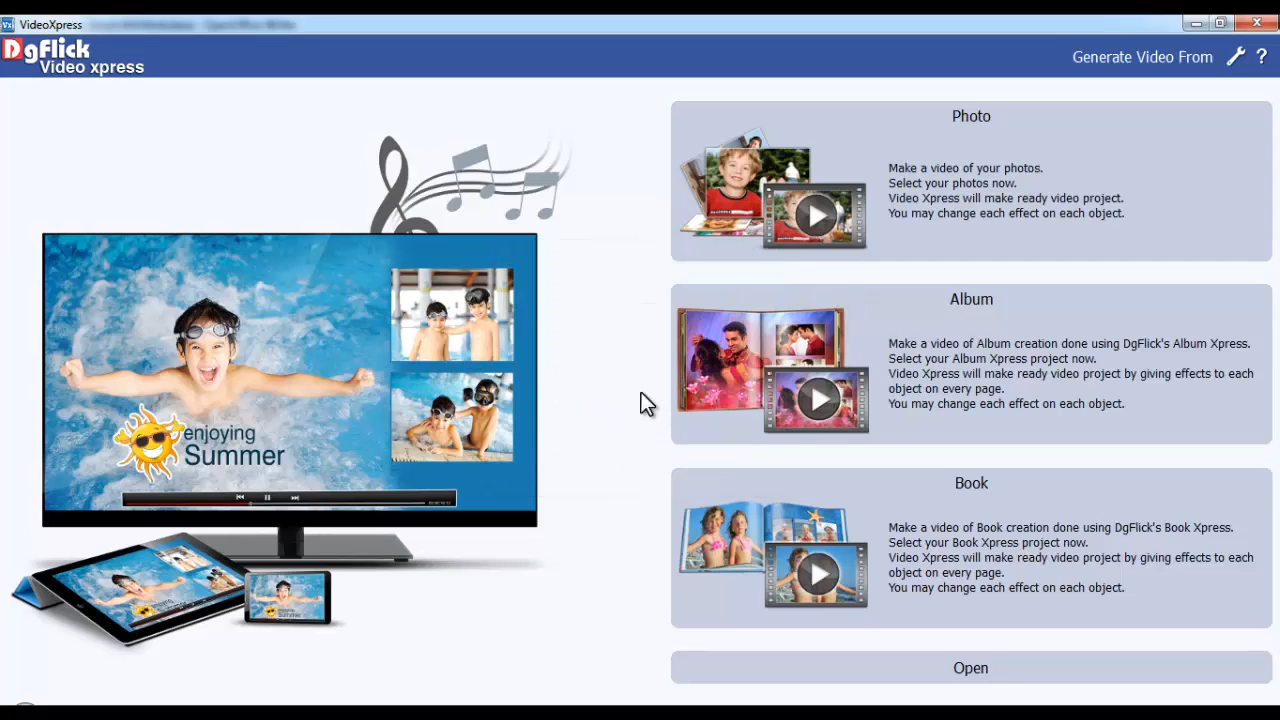 VideoXpress
DgFlick
Video xpress
Generate Video From
?
Photo
Make a video of your photos.
Select your photos now.
Video Xpress will make ready video project.
You may change each effect on each object.
Album
Make a video of Album creation done using DgFlick's Album Xpress.
Select your Album Xpress project now.
Video Xpress will make ready video project by giving effects to each
object on every page.
You may change each effect on each object.
Book
Make a video of Book creation done using DgFlick's Book Xpress.
Select your Book Xpress project now.
Video Xpress will make ready video project by giving effects to each
object on every page.
You may change each effect on each object.
Open
enjoying
Summer